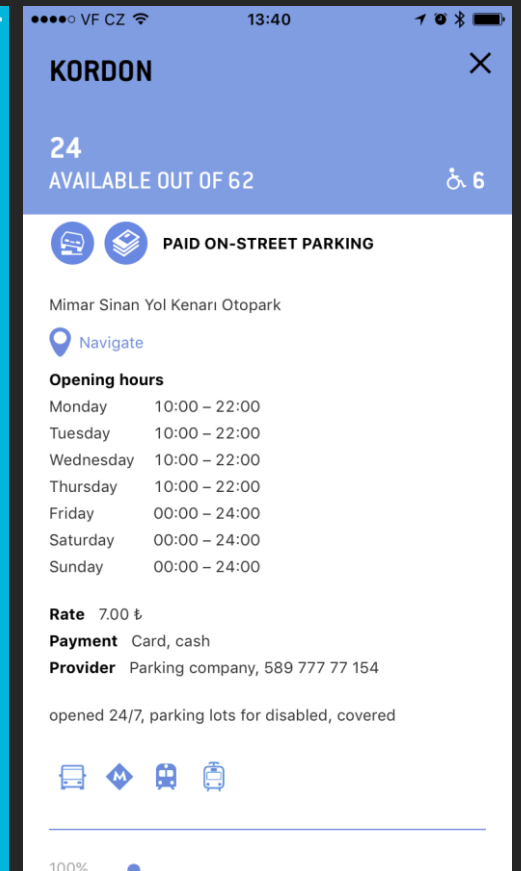 VF CZ 13:40
KORDON
24
AVAILABLE OUT OF 62 6
PAID ON-STREET PARKING
Mimar Sinan Yol Kenarı Otopark
Navigate
Opening hours
Monday 10:00 – 22:00
Tuesday 10:00 – 22:00
Wednesday 10:00 – 22:00
Thursday 10:00 – 22:00
Friday 00:00 – 24:00
Saturday 00:00 – 24:00
Sunday 00:00 – 24:00
Rate 7.00 ₺
Payment Card, cash
Provider Parking company, 589 777 77 154
opened 24/7, parking lots for disabled, covered
M
100%